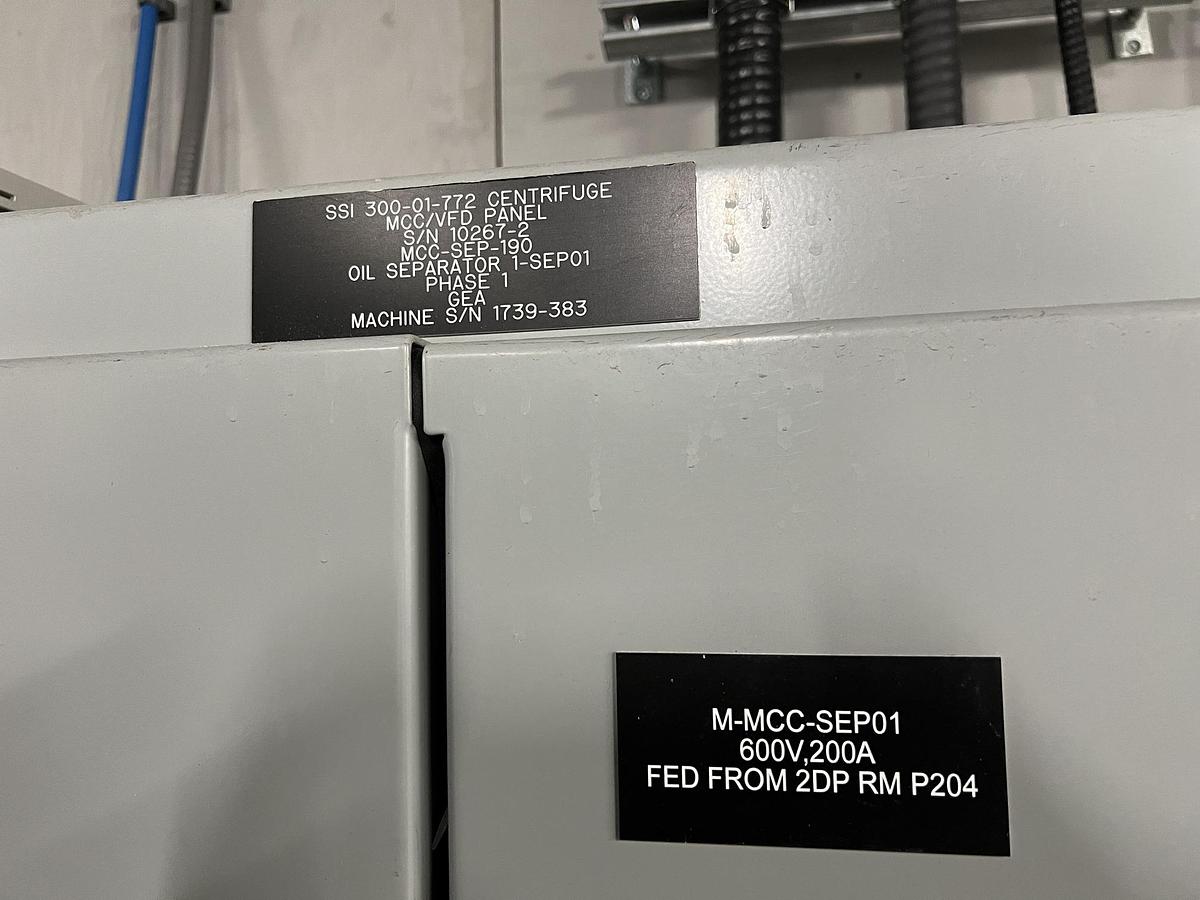 SSI 300-01-772 CENTRIFUGE
MCC/VFD PANEL
S/N 10267-2
MCC-SEP-190
OIL SEPARATOR 1-SEP01
PHASE 1
GEA
MACHINE S/N 1739-383
M-MCC-SEP01
600V,200A
FED FROM 2DP RM P204